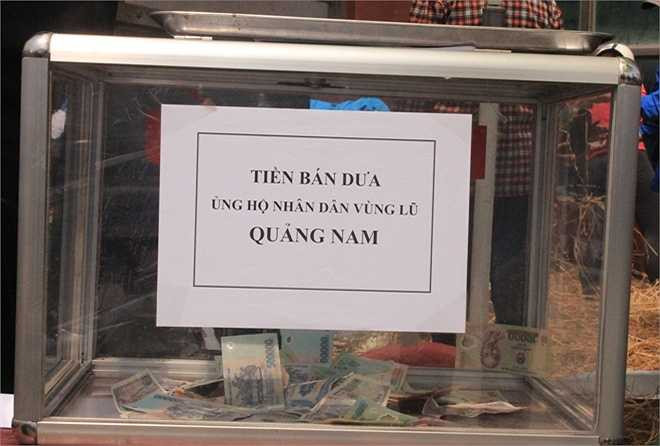 TIỀN BÁN DƯA
ỦNG HỘ NHÂN DÂN VÙNG LŨ
QUẢNG NAM